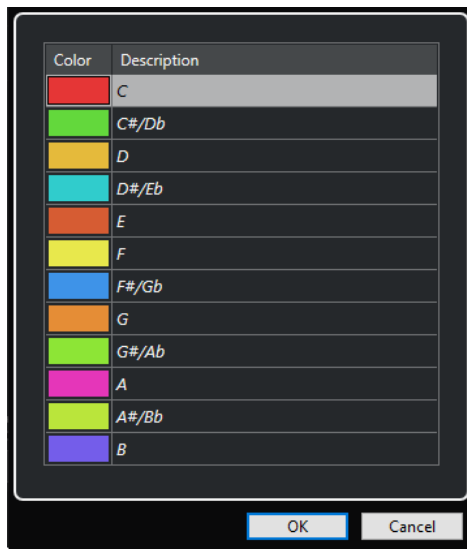 Color Description
C
C#/Db
D
D#/Eb
E
F
F#/Gb
G
G#/Ab
A
A#/Bb
B
OK Cancel